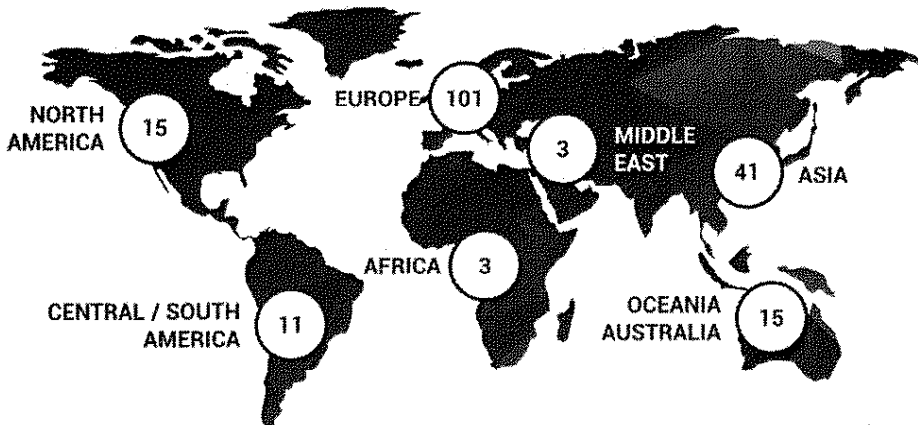 EUROPE 101
NORTH
AMERICA
15
3
MIDDLE
EAST
41
ASIA
AFRICA 3
CENTRAL / SOUTH
AMERICA
11
OCEANIA
AUSTRALIA
15